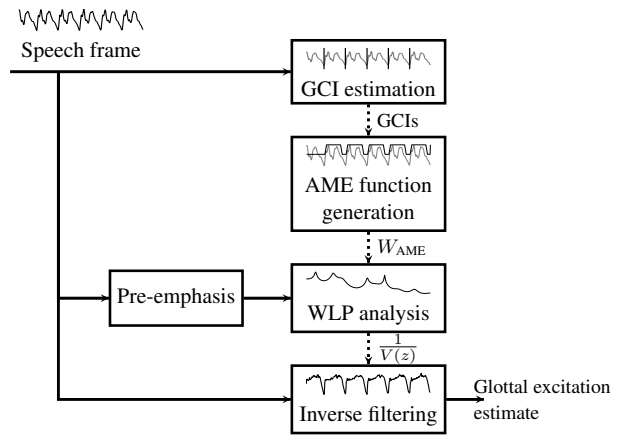 Speech frame
GCI estimation
GCIs
AME function
generation
W_AME
Pre-emphasis
WLP analysis
1/V(z)
Inverse filtering
Glottal excitation
estimate